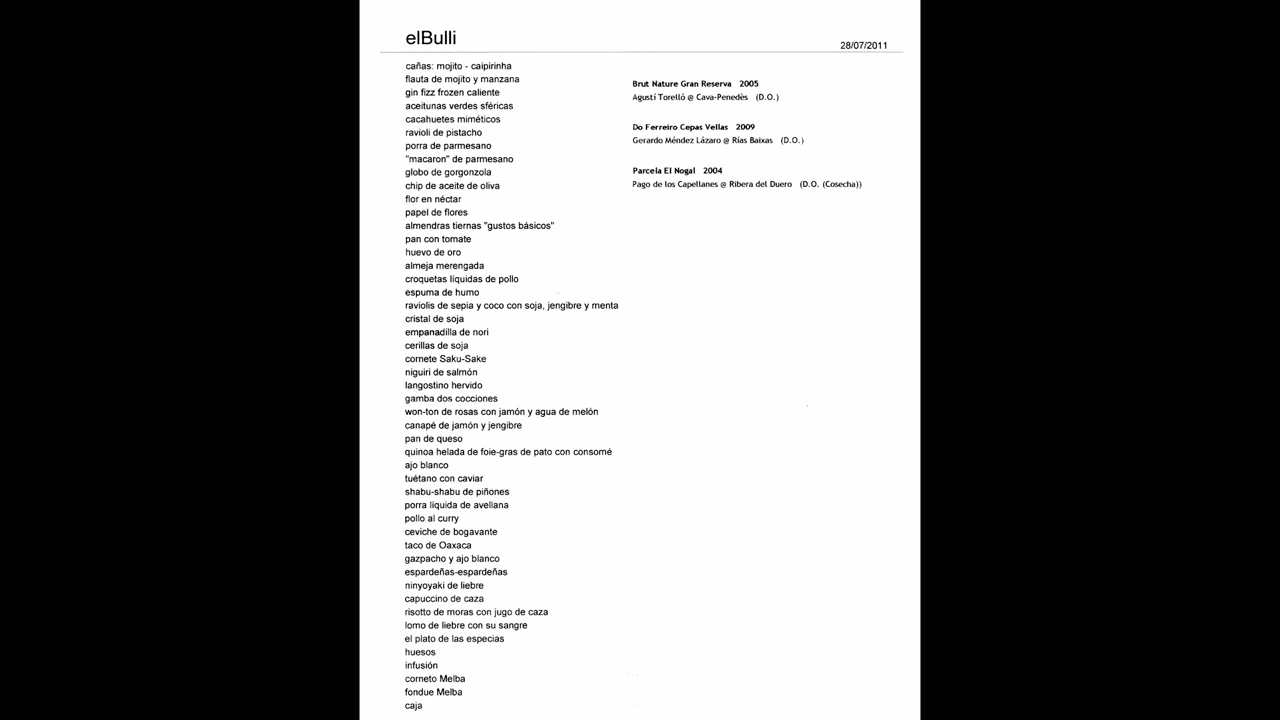 elBulli
28/07/2011
cañas: mojito - caipirinha
flauta de mojito y manzana
gin fizz frozen caliente
aceitunas verdes sféricas
cacahuetes miméticos
ravioli de pistacho
porra de parmesano
"macaron" de parmesano
globo de gorgonzola
chip de aceite de oliva
flor en néctar
papel de flores
almendras tiernas "gustos básicos"
pan con tomate
huevo de oro
almeja merengada
croquetas líquidas de pollo
espuma de humo
raviolis de sepia y coco con soja, jengibre y menta
cristal de soja
empanadilla de nori
cerillas de soja
cornete Saku-Sake
niguiri de salmón
langostino hervido
gamba dos cocciones
won-ton de rosas con jamón y agua de melón
canapé de jamón y jengibre
pan de queso
quinoa helada de foie-gras de pato con consomé
ajo blanco
tuétano con caviar
shabu-shabu de piñones
porra líquida de avellana
pollo al curry
ceviche de bogavante
taco de Oaxaca
gazpacho y ajo blanco
espardeñas-espardeñas
ninyoyaki de liebre
capuccino de caza
risotto de moras con jugo de caza
lomo de liebre con su sangre
el plato de las especias
huesos
infusión
corneto Melba
fondue Melba
caja
Brut Nature Gran Reserva 2005
Agustí Torelló @ Cava-Penedès (D.O.)
Do Ferreiro Cepas Vellas 2009
Gerardo Méndez Lázaro @ Rías Baixas (D.O.)
Parcela El Nogal 2004
Pago de los Capellanes @ Ribera del Duero (D.O. (Cosecha))